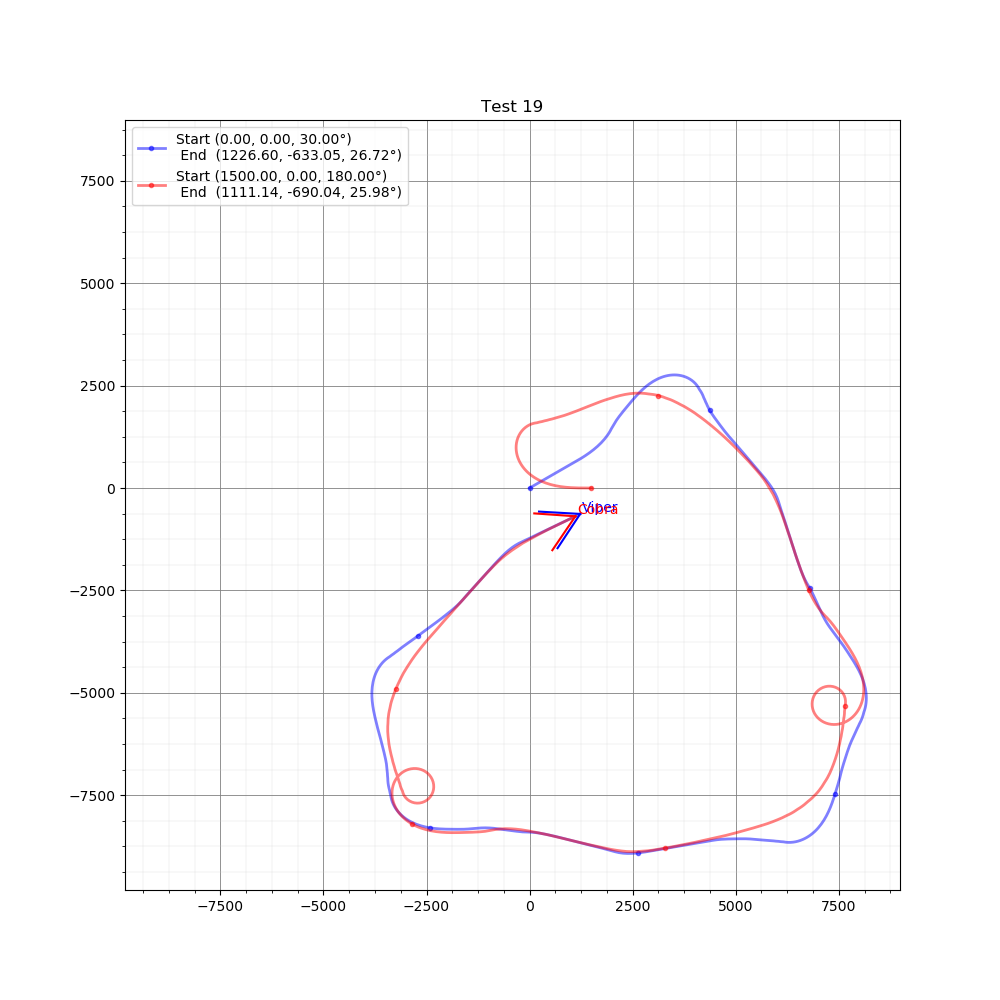 Test 19
Start (0.00, 0.00, 30.00°)
End (1226.60, -633.05, 26.72°)
Start (1500.00, 0.00, 180.00°)
End (1111.14, -690.04, 25.98°)
7500
5000
2500
0
−2500
−5000
−7500
Viper
Cobra
−7500
−5000
−2500
0
2500
5000
7500